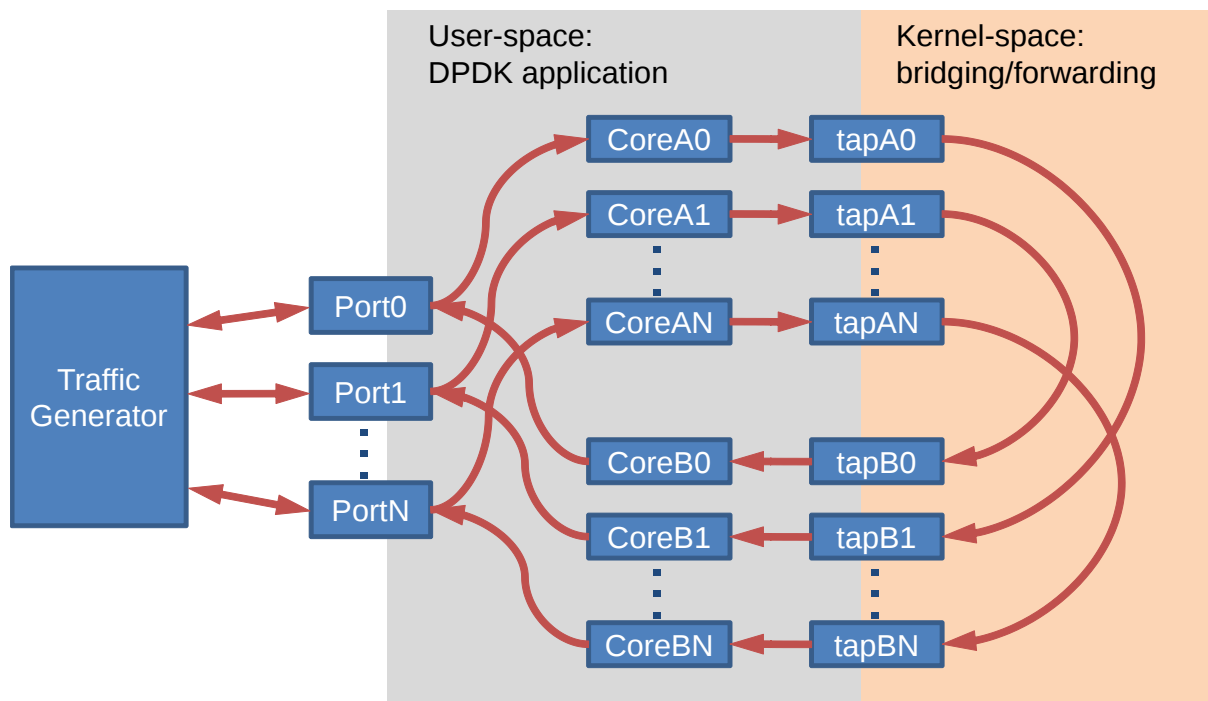 User-space:
DPDK application
Kernel-space:
bridging/forwarding
CoreA0
tapA0
CoreA1
tapA1
CoreAN
tapAN
Traffic
Generator
Port0
Port1
PortN
CoreB0
tapB0
CoreB1
tapB1
CoreBN
tapBN